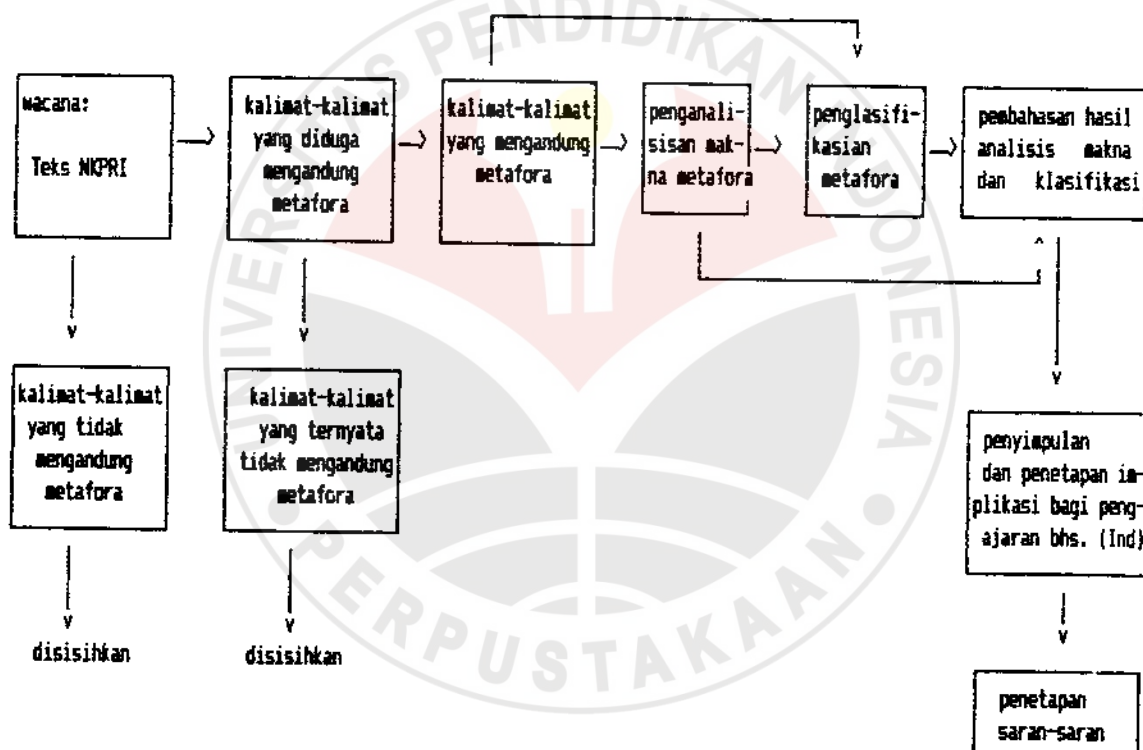 wacana:
Teks NKPRI
kalimat-kalimat
yang diduga
mengandung
metafora
kalimat-kalimat
yang mengandung
metafora
penganali-
sisan mak-
na metafora
penglasifi-
kasian
metafora
pembahasan hasil
analisis makna
dan klasifikasi
kalimat-kalimat
yang tidak
mengandung
metafora
kalimat-kalimat
yang ternyata
tidak mengandung
metafora
penyimpulan
dan penetapan im-
plikasi bagi peng-
ajaran bhs. (Ind)
disisihkan
disisihkan
penetapan
saran-saran
UNIVERSITAS PENDIDIKAN INDONESIA
PERPUSTAKAAN